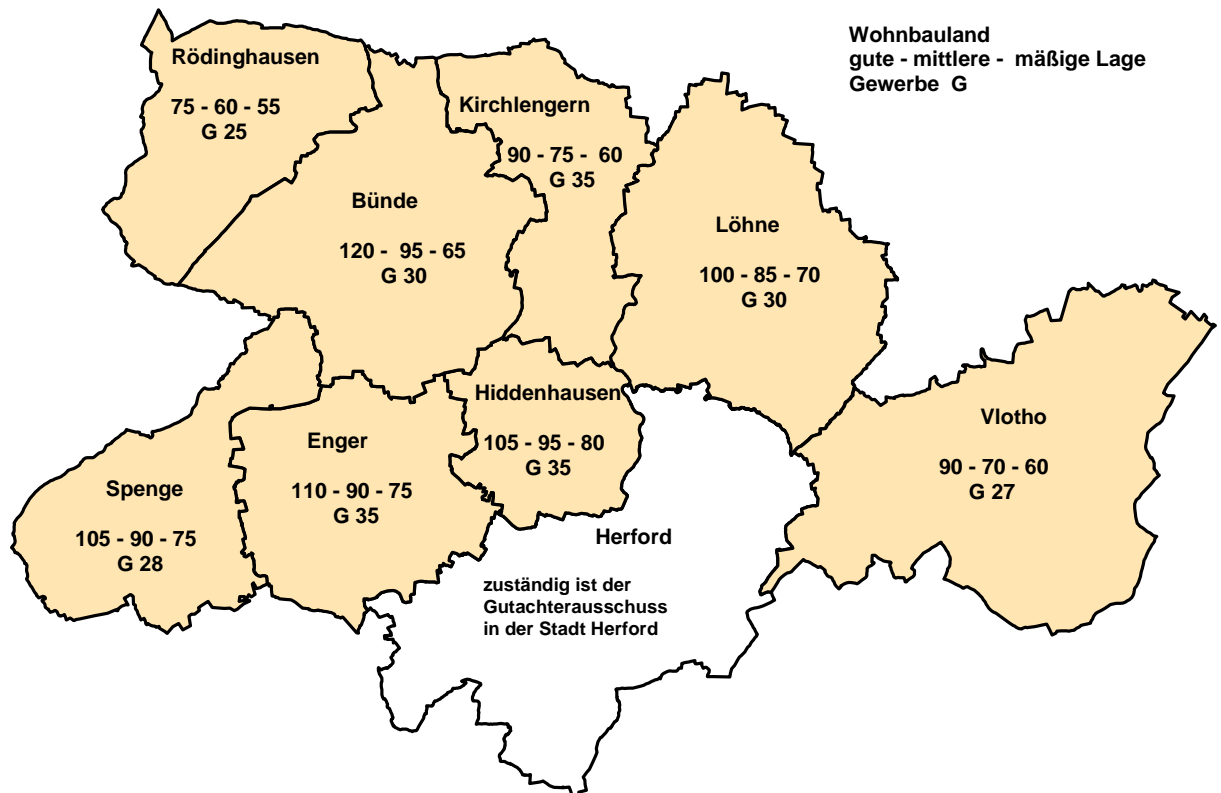 Wohnbauland
gute - mittlere - mäßige Lage
Gewerbe G
Rödinghausen
75 - 60 - 55
G 25
Kirchlengern
90 - 75 - 60
G 35
Bünde
120 - 95 - 65
G 30
Löhne
100 - 85 - 70
G 30
Hiddenhausen
105 - 95 - 80
G 35
Vlotho
90 - 70 - 60
G 27
Enger
110 - 90 - 75
G 35
Spenge
105 - 90 - 75
G 28
Herford
zuständig ist der
Gutachterausschuss
in der Stadt Herford